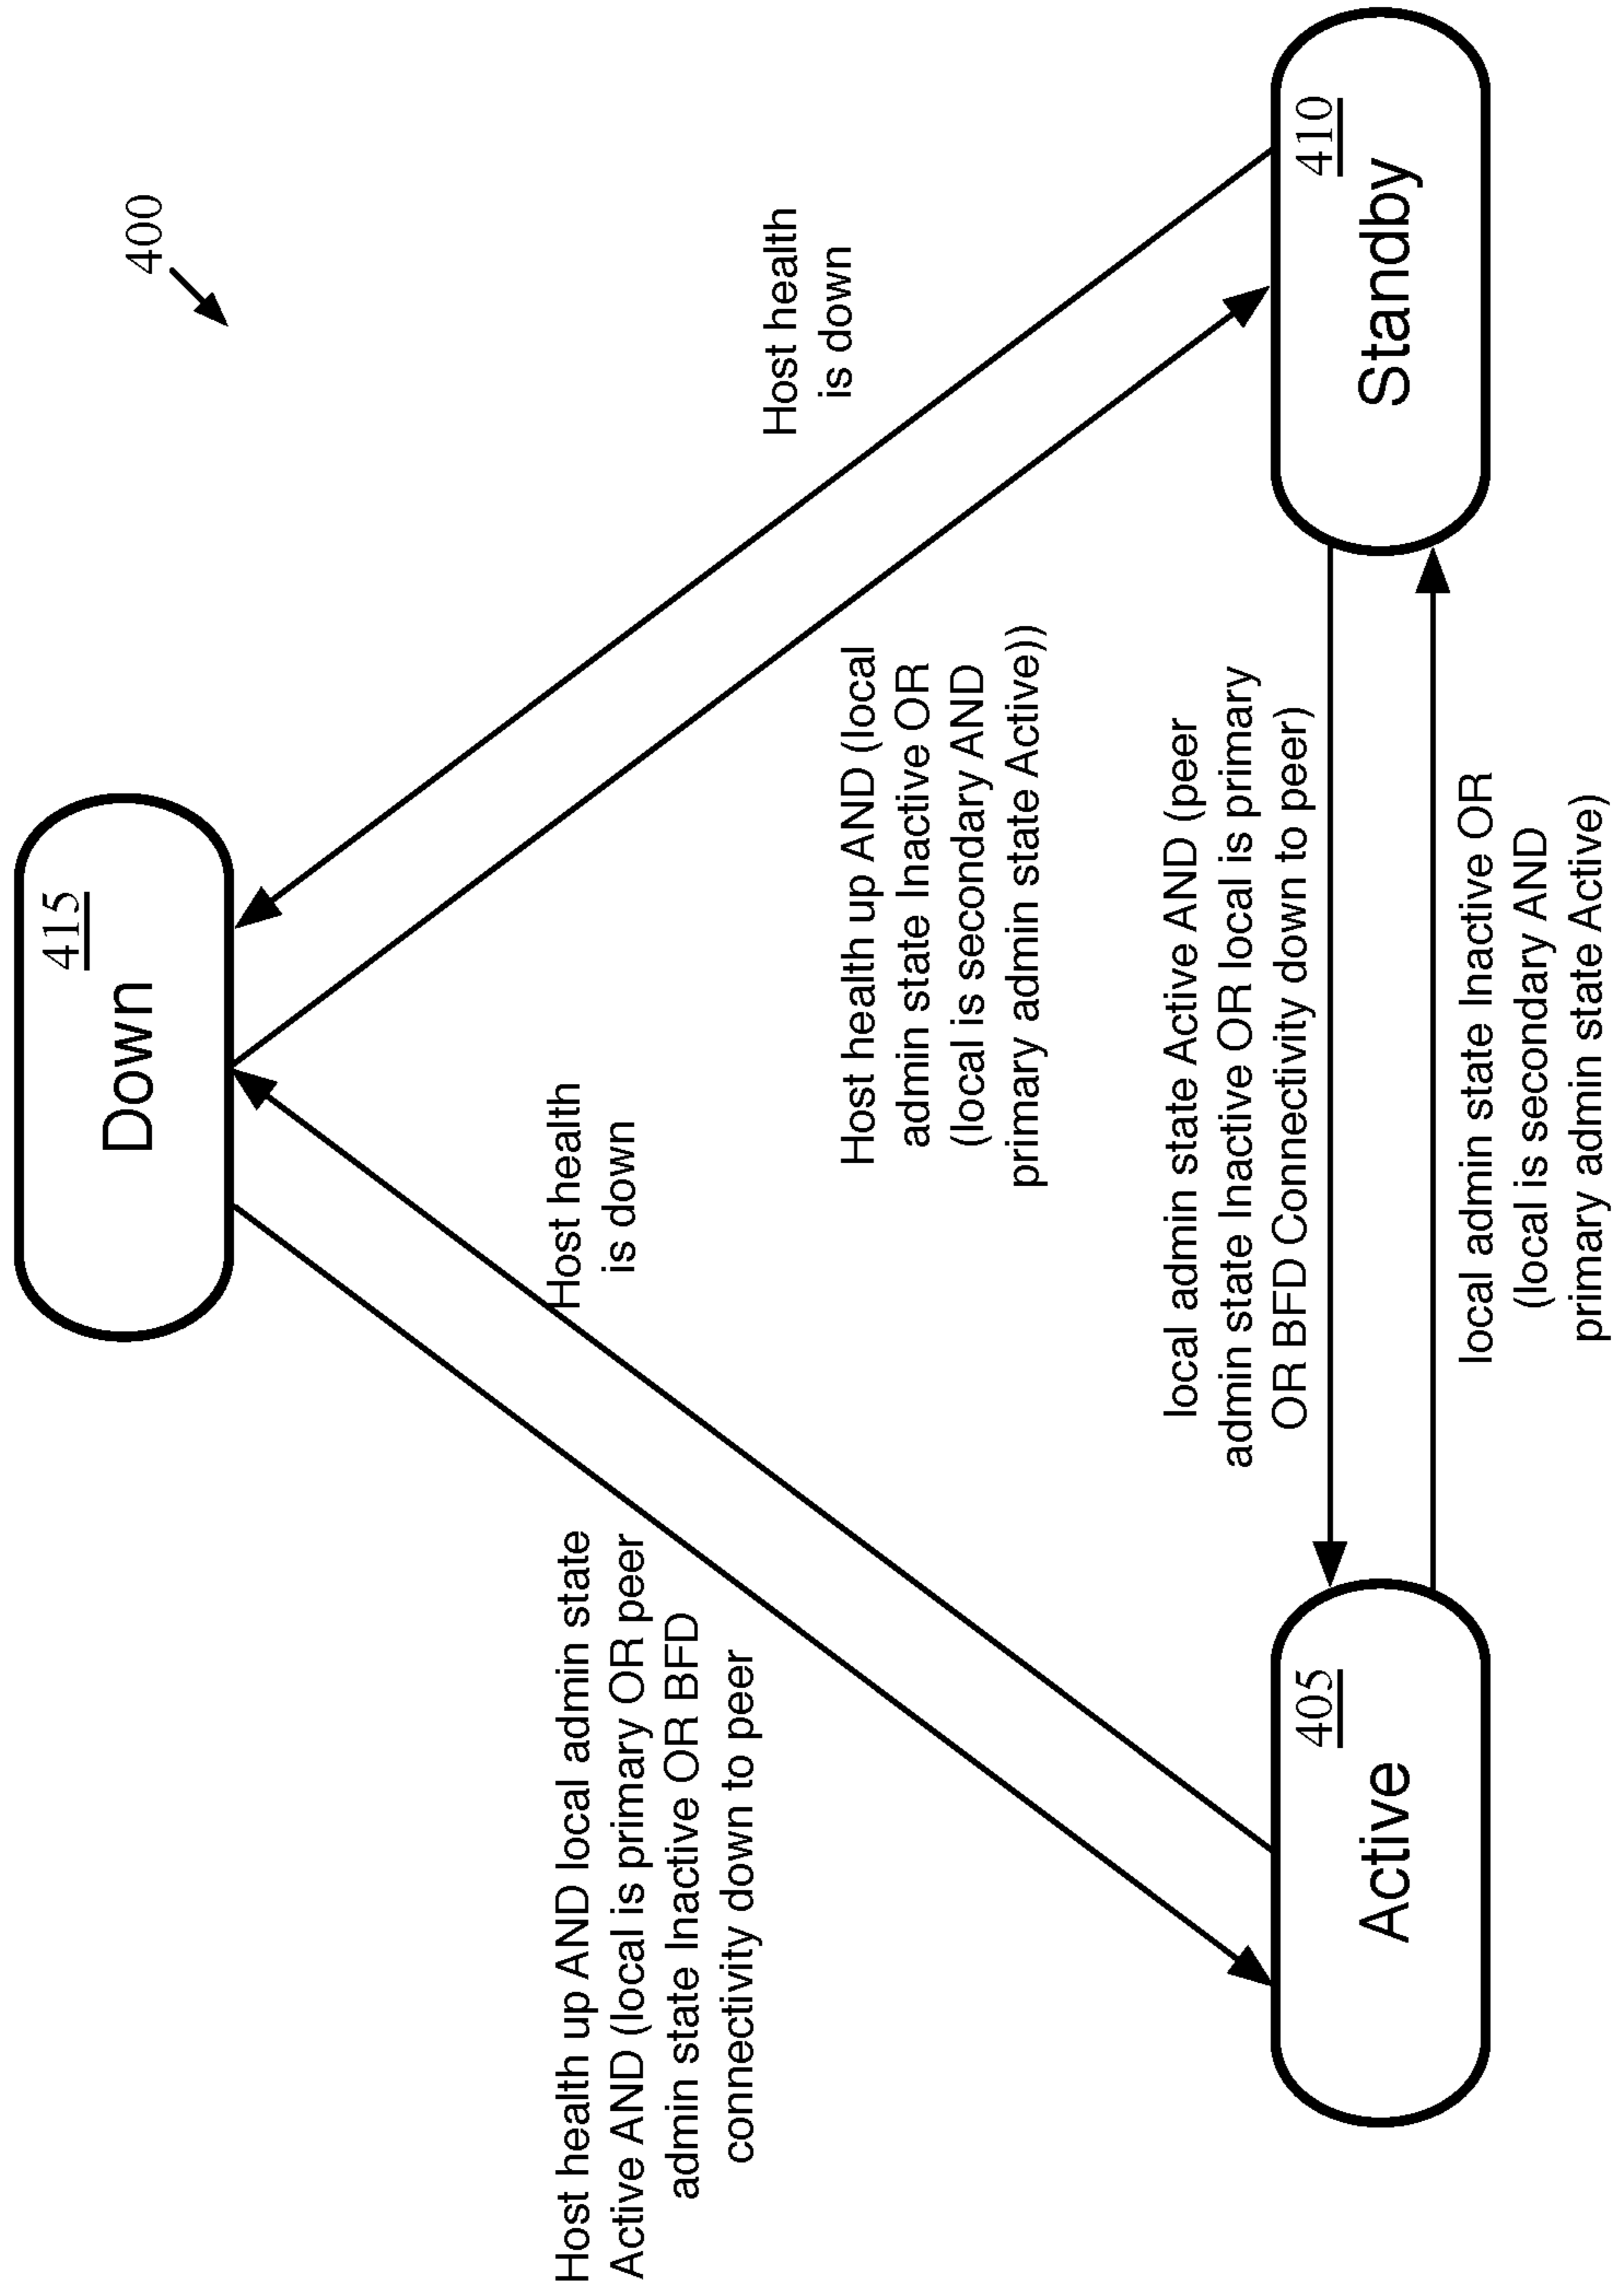 400
415
Down
Host health
is down
Host health
is down
Host health up AND local admin state
Active AND (local is primary OR peer
admin state Inactive OR BFD
connectivity down to peer
Host health up AND (local
admin state Inactive OR
(local is secondary AND
primary admin state Active))
local admin state Active AND (peer
admin state Inactive OR local is primary
OR BFD Connectivity down to peer)
405
Active
410
Standby
local admin state Inactive OR
(local is secondary AND
primary admin state Active)